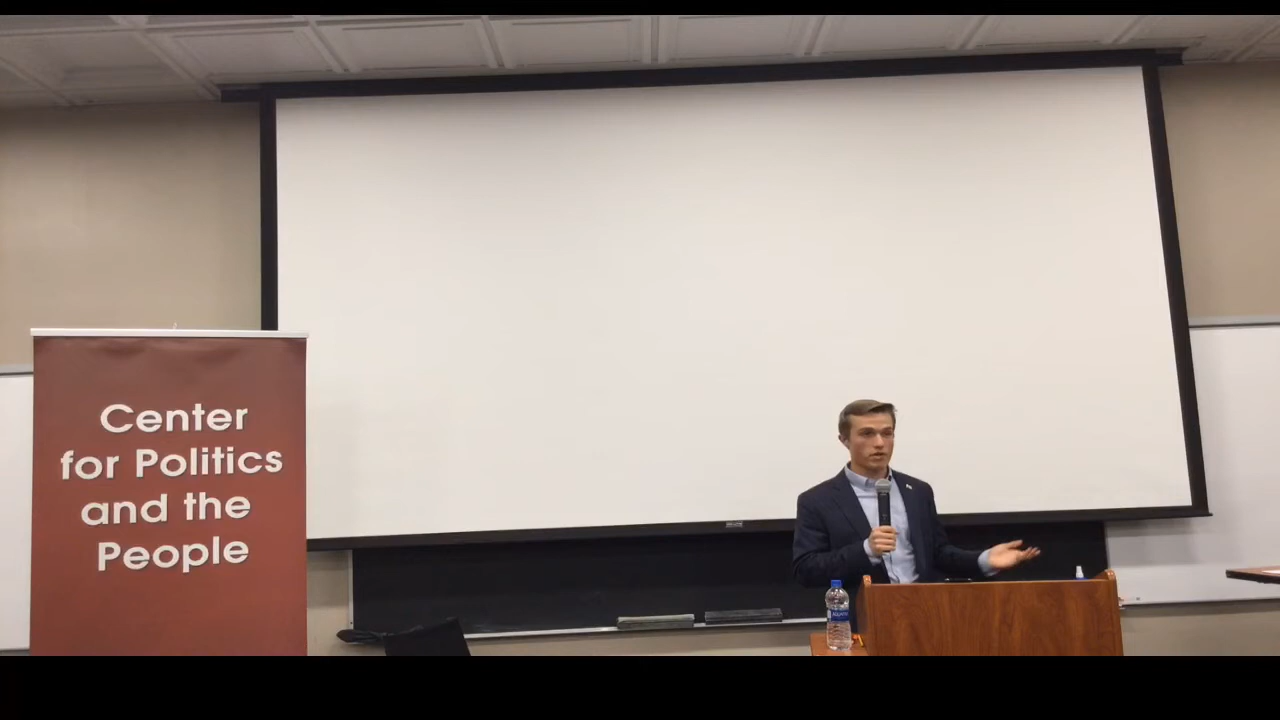 Center
for Politics
and the
People